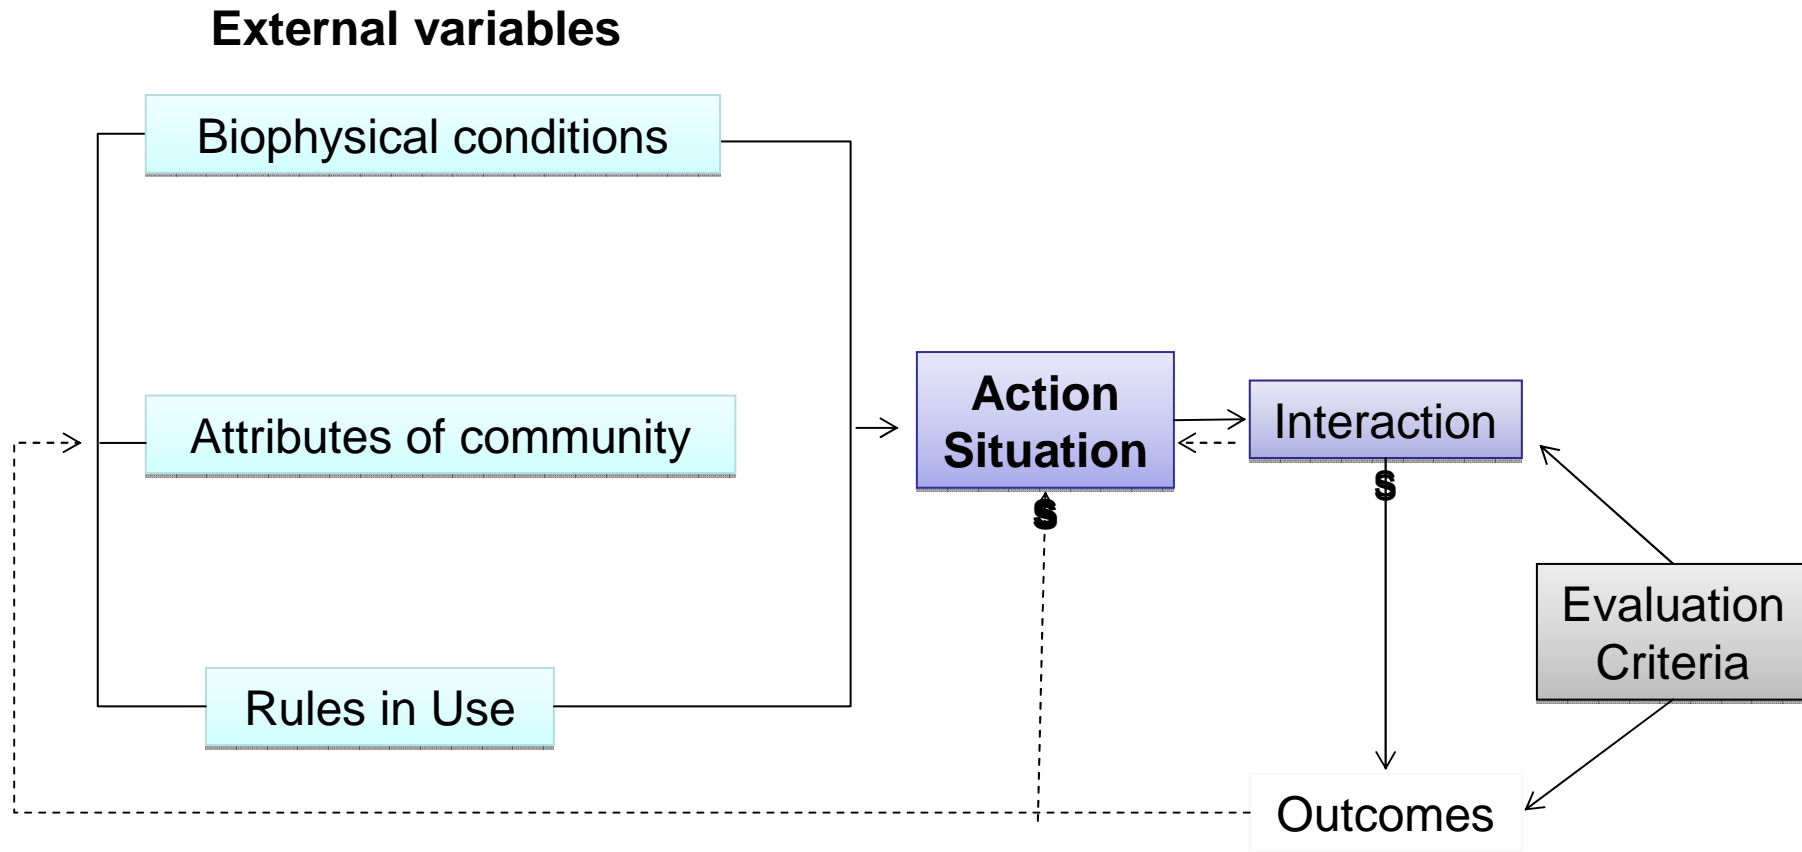 External variables
Biophysical conditions
Attributes of community
Rules in Use
Action
Situation
s
Interaction
s
Evaluation
Criteria
Outcomes